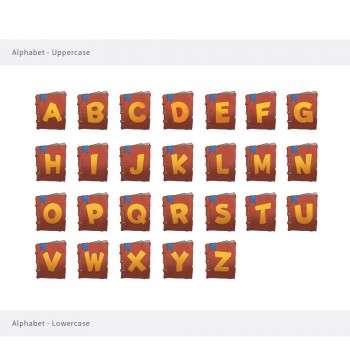 Alphabet - Uppercase
A B C D E F G
H I J K L M N
O P Q R S T U
V W X Y Z
Alphabet - Lowercase